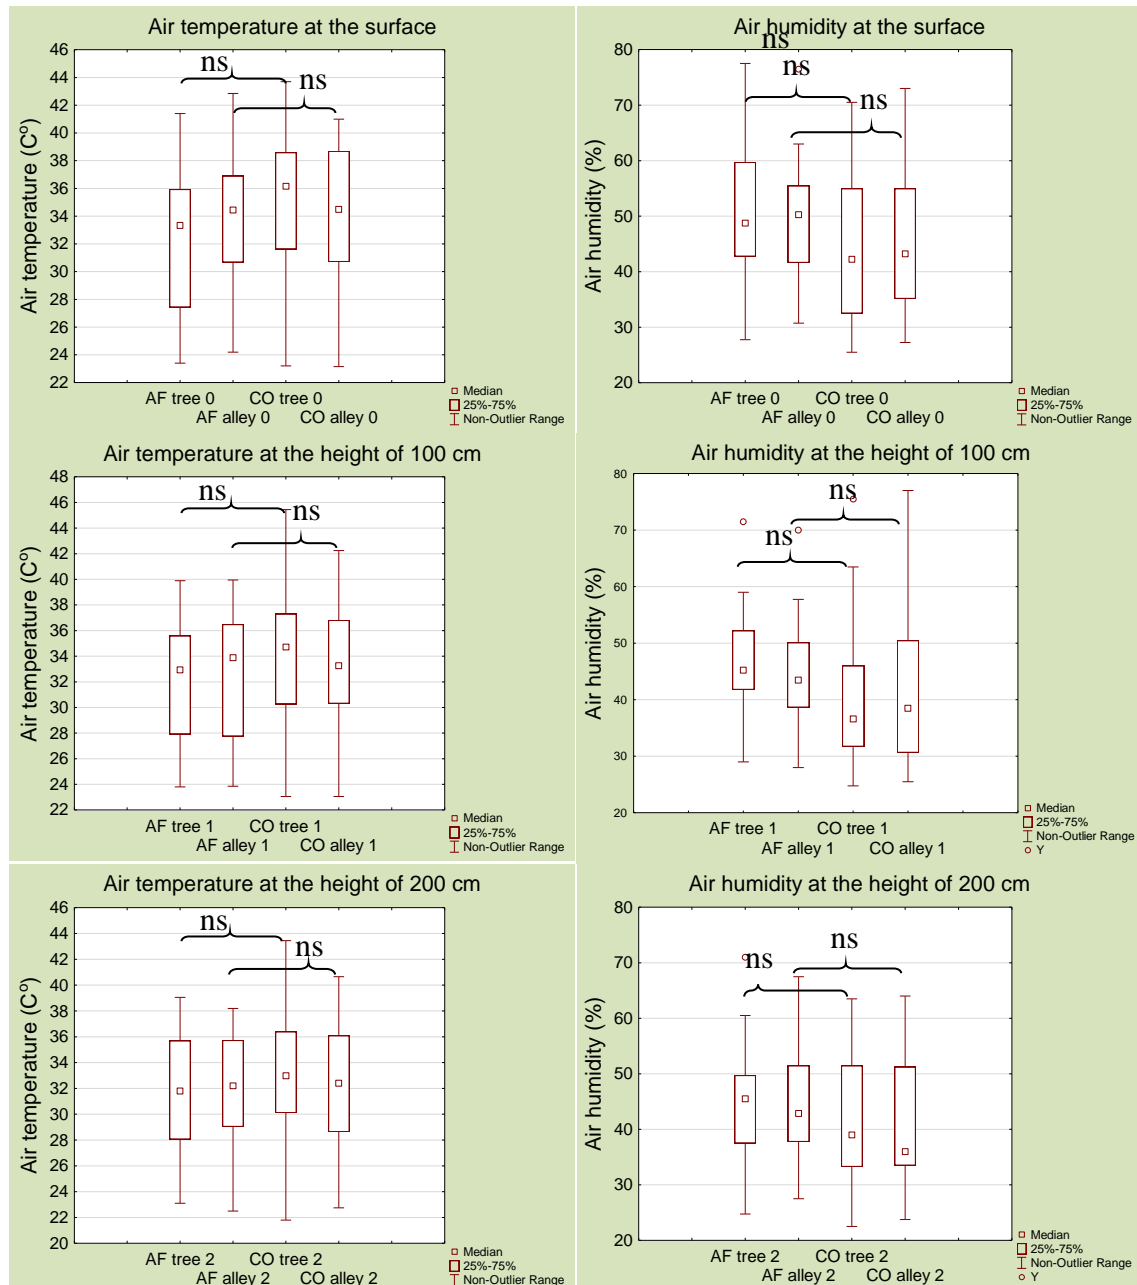 Air temperature at the surface
46
44
42
40
38
36
34
32
30
28
26
24
22
Air temperature (C°)
ns
ns
AF tree 0
CO tree 0
AF alley 0
CO alley 0
Median
25%-75%
Non-Outlier Range
Air humidity at the surface
ns
80
70
60
50
40
30
20
Air humidity (%)
ns
ns
AF tree 0
CO tree 0
AF alley 0
CO alley 0
Median
25%-75%
Non-Outlier Range
Air temperature at the height of 100 cm
48
46
44
42
40
38
36
34
32
30
28
26
24
22
Air temperature (C°)
ns
ns
AF tree 1
CO tree 1
AF alley 1
CO alley 1
Median
25%-75%
Non-Outlier Range
Air humidity at the height of 100 cm
80
70
60
50
40
30
20
Air humidity (%)
ns
ns
AF tree 1
CO tree 1
AF alley 1
CO alley 1
Median
25%-75%
Non-Outlier Range
Y
Air temperature at the height of 200 cm
46
44
42
40
38
36
34
32
30
28
26
24
22
20
Air temperature (C°)
ns
ns
AF tree 2
CO tree 2
AF alley 2
CO alley 2
Median
25%-75%
Non-Outlier Range
Air humidity at the height of 200 cm
80
70
60
50
40
30
20
Air humidity (%)
ns
ns
AF tree 2
CO tree 2
AF alley 2
CO alley 2
Median
25%-75%
Non-Outlier Range
Y